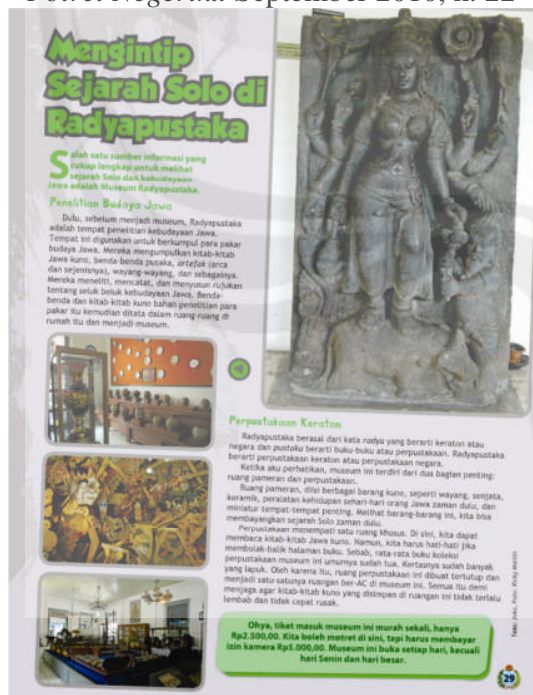 Potret Negeriku September 2016, h. 22
Mengintip
Sejarah Solo di
Radyapustaka
Salah satu sumber informasi yang
cukup lengkap untuk melihat
sejarah Solo dan kebudayaan
Jawa adalah Museum Radyapustaka.
Penelitian Budaya Jawa
Dulu, sebelum menjadi museum, Radyapustaka
adalah tempat penelitian kebudayaan Jawa.
Tempat ini digunakan untuk berkumpul para pakar
budaya Jawa. Mereka mengumpulkan kitab-kitab
Jawa kuno, benda-benda pusaka, artefak (arca
dan sejenisnya), wayang-wayang, dan sebagainya.
Mereka meneliti, mencatat, dan menyusun rujukan
tentang seluk beluk kebudayaan Jawa. Benda-
benda dan kitab-kitab kuno bahan penelitian para
pakar itu kemudian ditata dalam ruang-ruang di
rumah itu dan menjadi museum.
Perpustakaan Keraton
Radyapustaka berasal dari kata radya yang berarti keraton atau
negara dan pustaka berarti buku-buku atau perpustakaan. Radyapustaka
berarti perpustakaan keraton atau perpustakaan negara.
Ketika aku perhatikan, museum ini terdiri dari dua bagian penting:
ruang pameran dan perpustakaan.
Ruang pameran, diisi berbagai barang kuno, seperti wayang, senjata,
keramik, peralatan kehidupan sehari-hari orang Jawa zaman dulu, dan
miniatur tempat-tempat penting. Melihat barang-barang ini, kita bisa
membayangkan sejarah Solo zaman dulu.
Perpustakaan menempati satu ruang khusus. Di sini, kita dapat
membaca kitab-kitab Jawa kuno. Namun, kita harus hati-hati jika
membolak-balik halaman buku. Sebab, rata-rata buku koleksi
perpustakaan museum ini umurnya sudah tua. Kertasnya sudah banyak
yang lapuk. Oleh karena itu, ruang perpustakaan ini dibuat tertutup dan
menjadi satu-satunya ruangan ber-AC di museum ini. Semua itu demi
menjaga agar kitab-kitab kuno yang disimpan di ruangan ini tidak terlalu
lembab dan tidak cepat rusak.
Ohya, tiket masuk museum ini murah sekali, hanya
Rp2.500,00. Kita boleh motret di sini, tapi harus membayar
izin kamera Rp5.000,00. Museum ini buka setiap hari, kecuali
hari Senin dan hari besar.
29